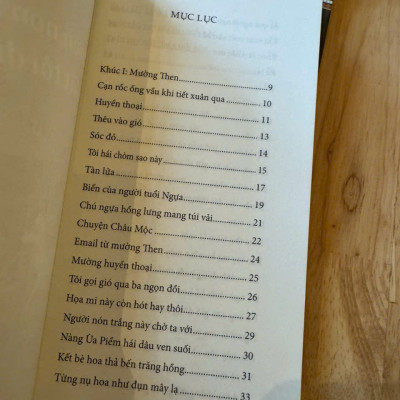 MỤC LỤC
Khúc I: Mường Then 9
Cạn rốc ống vấu khi tiết xuân qua 10
Huyền thoại 11
Thêu vào gió 13
Sóc đỏ 14
Tôi hái chòm sao này 15
Tàn lửa 17
Biển của người tuổi Ngựa 19
Chú ngựa hồng lưng mang túi vải 21
Chuyện Châu Mộc 22
Email từ mường Then 24
Mường huyền thoại 25
Tôi gọi gió qua ba ngọn đồi 26
Họa mi này còn hót hay thôi 27
Người nón trắng này chờ ta với 29
Nàng Ủa Piểm hái dâu ven suối 30
Kết bè hoa thả bến trăng hồng 31
Từng nụ hoa như đụn mây lạ 33